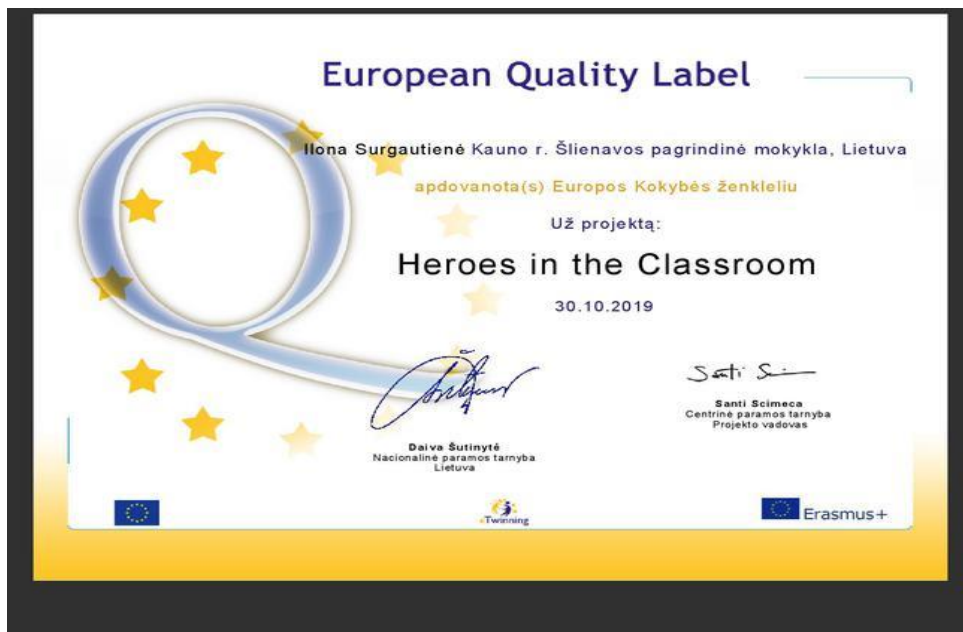 European Quality Label
Ilona Surgautienė Kauno r. Šlienavos pagrindinė mokykla, Lietuva
apdovanota(s) Europos Kokybės ženkleliu
Už projektą:
Heroes in the Classroom
30.10.2019
Santi Scimeca
Centrinė paramos tarnyba
Projekto vadovas
Daiva Šutinytė
Nacionalinė paramos tarnyba
Lietuva
eTwinning
Erasmus+